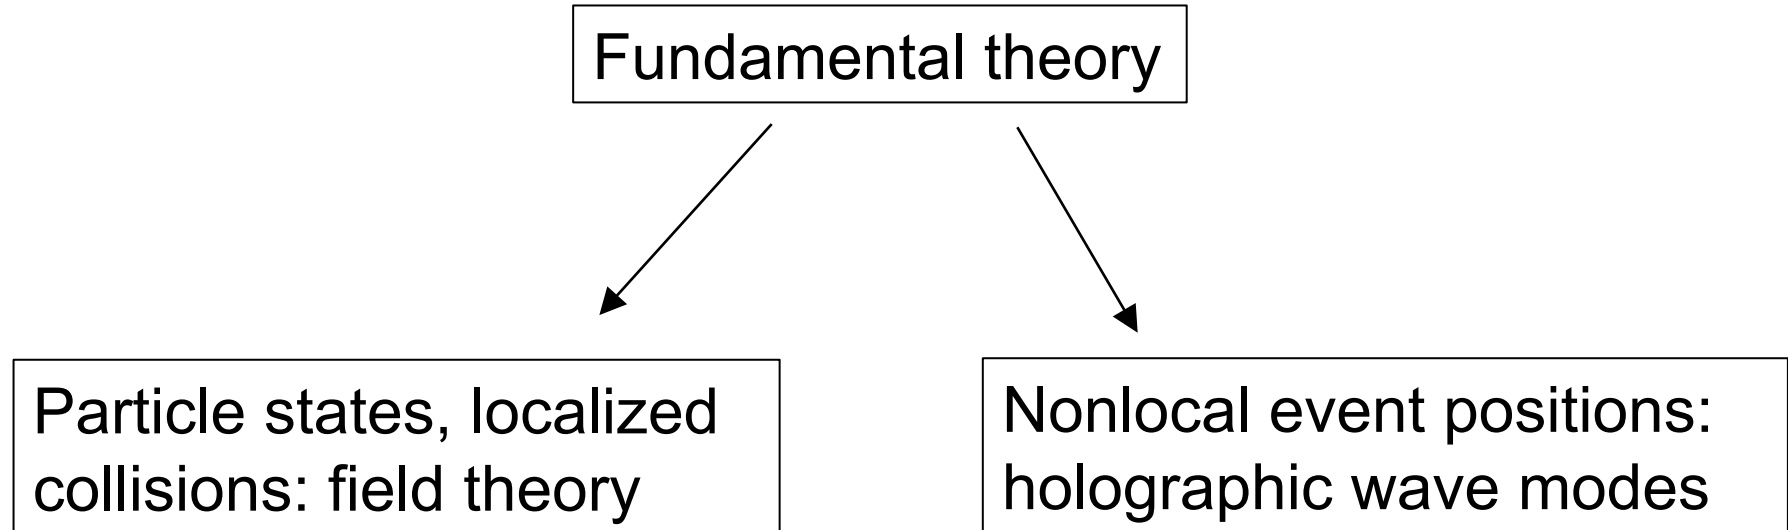 Fundamental theory
Particle states, localized
collisions: field theory
Nonlocal event positions:
holographic wave modes